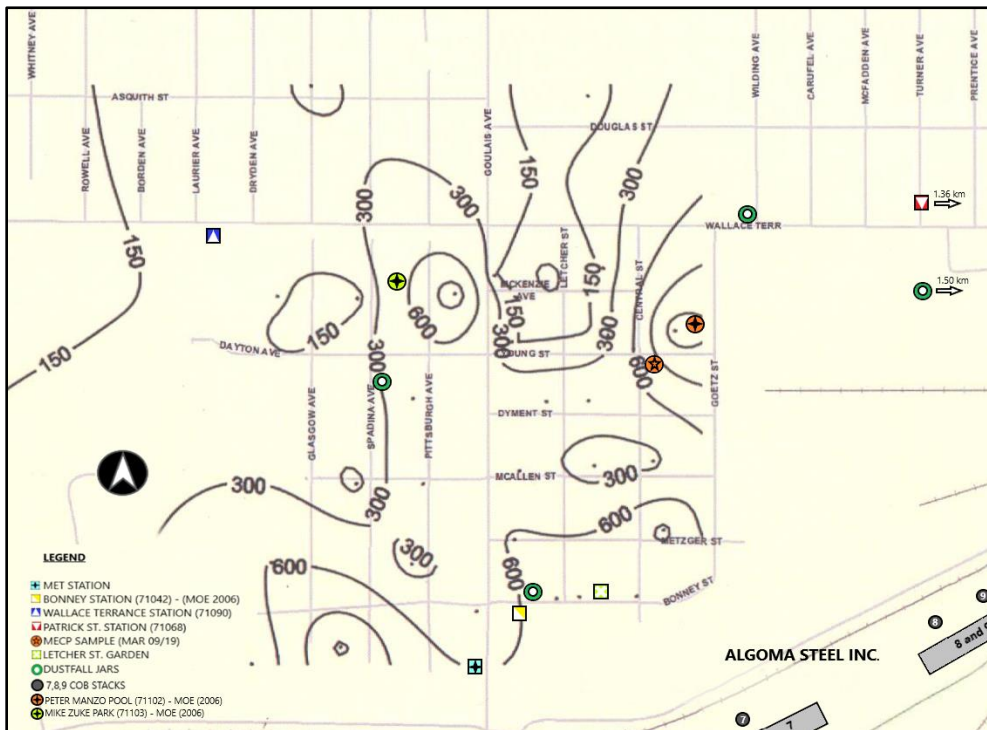 WHITNEY AVE
ROWELL AVE
BORDEN AVE
LAURIER AVE
DRYDEN AVE
GOULAIS AVE
WILDING AVE
CARUFEL AVE
MCFADDEN AVE
TURNER AVE
PRENTICE AVE
ASQUITH ST
DOUGLAS ST
150
300
300
300
150
1.36 km
WALLACE TERR
150
LETCHER ST
CENTRAL ST
150
MCKENZIE AVE
1.50 km
600
150
150
300
300
150
DAYTON AVE
300
YOUNG ST
600
GOETZ ST
GLASGOW AVE
SPADINA AVE
PITTSBURGH AVE
DYMENT ST
MCALLEN ST
300
300
300
600
METZGER ST
300
600
600
BONNEY ST
LEGEND
MET STATION
BONNEY STATION (71042) - (MOE 2006)
WALLACE TERRANCE STATION (71090)
PATRICK ST. STATION (71068)
MECP SAMPLE (MAR 09/19)
LETCHER ST. GARDEN
DUSTFALL JARS
7,8,9 COB STACKS
PETER MANZO POOL (71102) - MOE (2006)
MIKE ZUKE PARK (71103) - MOE (2006)
ALGOMA STEEL INC.
9
8
8 and
7
7